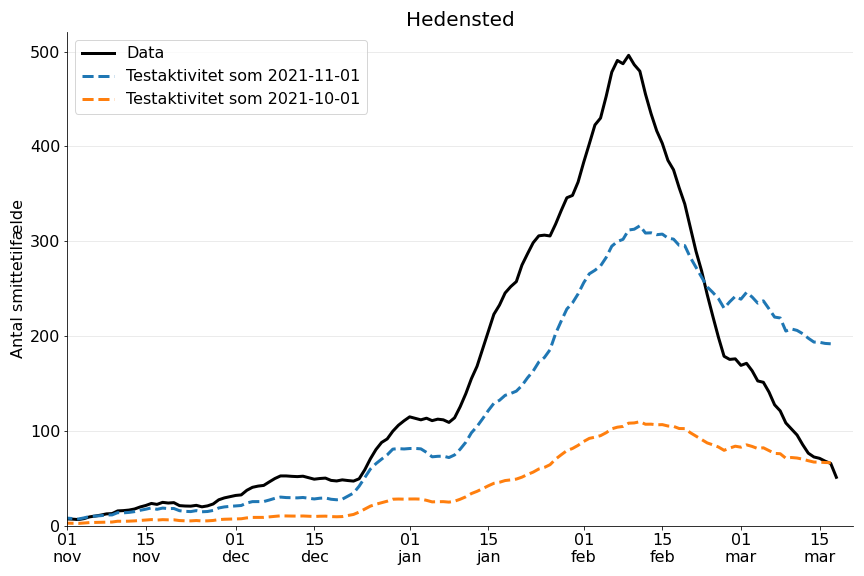 Hedensted
Data
Testaktivitet som 2021-11-01
Testaktivitet som 2021-10-01
Antal smittetilfælde
500
400
300
200
100
0
01 15 01 15 01 15 01 15 01 15
nov nov dec dec jan jan feb feb mar mar